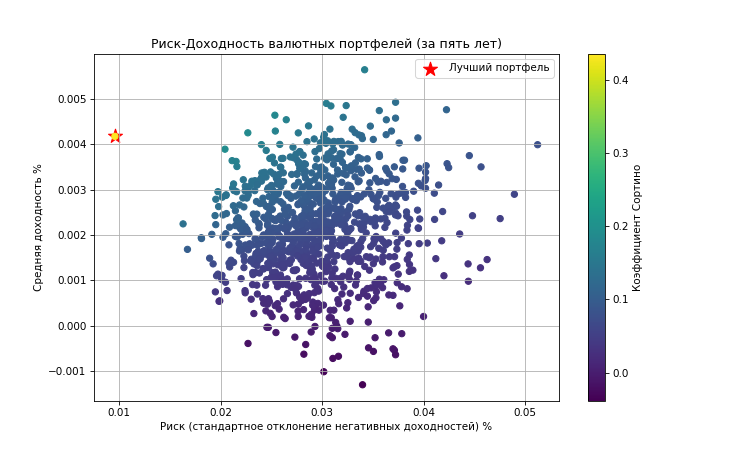 Риск-Доходность валютных портфелей (за пять лет)
Лучший портфель
Средняя доходность %
0.005
0.004
0.003
0.002
0.001
0.000
−0.001
0.01 0.02 0.03 0.04 0.05
Риск (стандартное отклонение негативных доходностей) %
0.4
0.3
0.2
0.1
0.0
Коэффициент Сортино